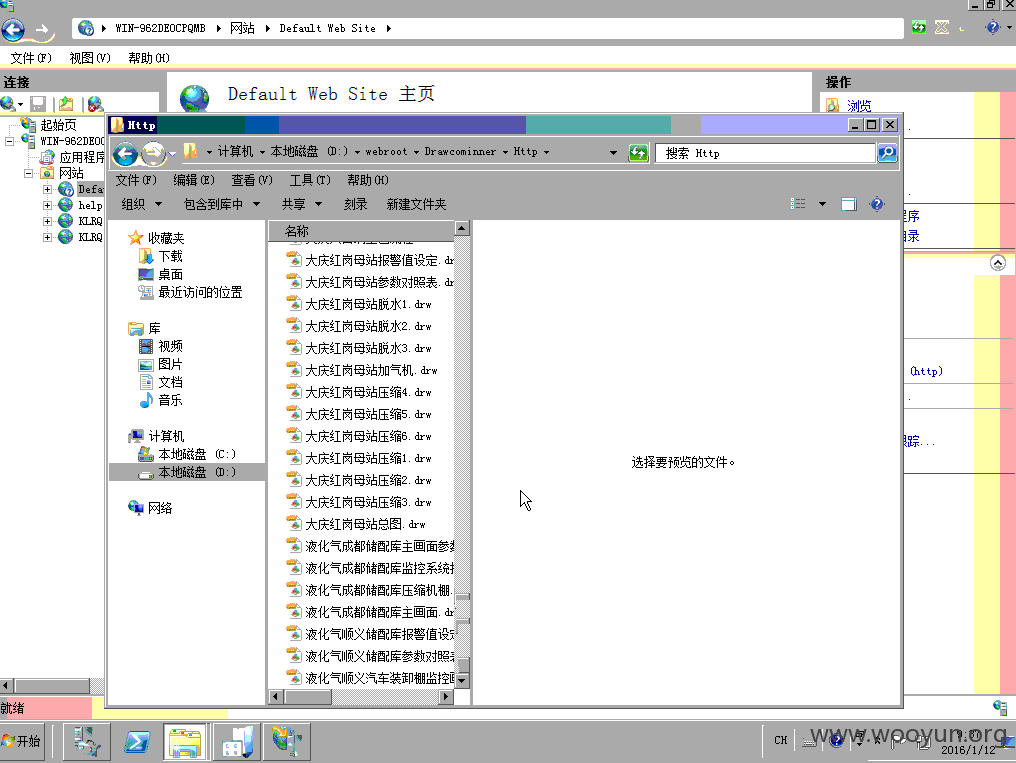 WIN-962DEOCPQMB 网站 Default Web Site
文件(F) 视图(V) 帮助(H)
连接
Default Web Site 主页
操作
浏览
起始页
应用程序
网站
help
KLRQ
KLRQ
程序
(http)
跟踪...
Http
计算机 本地磁盘 (D:) webroot Drawcominner Http
搜索 Http
文件(F) 编辑(E) 查看(V) 工具(T) 帮助(H)
组织 包含到库中 共享 刻录 新建文件夹
收藏夹
下载
桌面
最近访问的位置
库
视频
图片
文档
音乐
计算机
本地磁盘 (C:)
本地磁盘 (D:)
网络
名称
大庆红岗母站报警值设定.dr
大庆红岗母站参数对照表.dr
大庆红岗母站脱水1.drw
大庆红岗母站脱水2.drw
大庆红岗母站脱水3.drw
大庆红岗母站加气机.drw
大庆红岗母站压缩4.drw
大庆红岗母站压缩5.drw
大庆红岗母站压缩6.drw
大庆红岗母站压缩1.drw
大庆红岗母站压缩2.drw
大庆红岗母站压缩3.drw
大庆红岗母站总图.drw
液化气成都储配库主画面参数
液化气成都储配库监控系统
液化气成都储配库压缩机棚.
液化气成都储配库主画面.dr
液化气顺义储配库报警值设定
液化气顺义储配库参数对照表
液化气顺义汽车装卸棚监控画
选择要预览的文件。
就绪
开始
CH
2016/1/12
www.wooyun.org